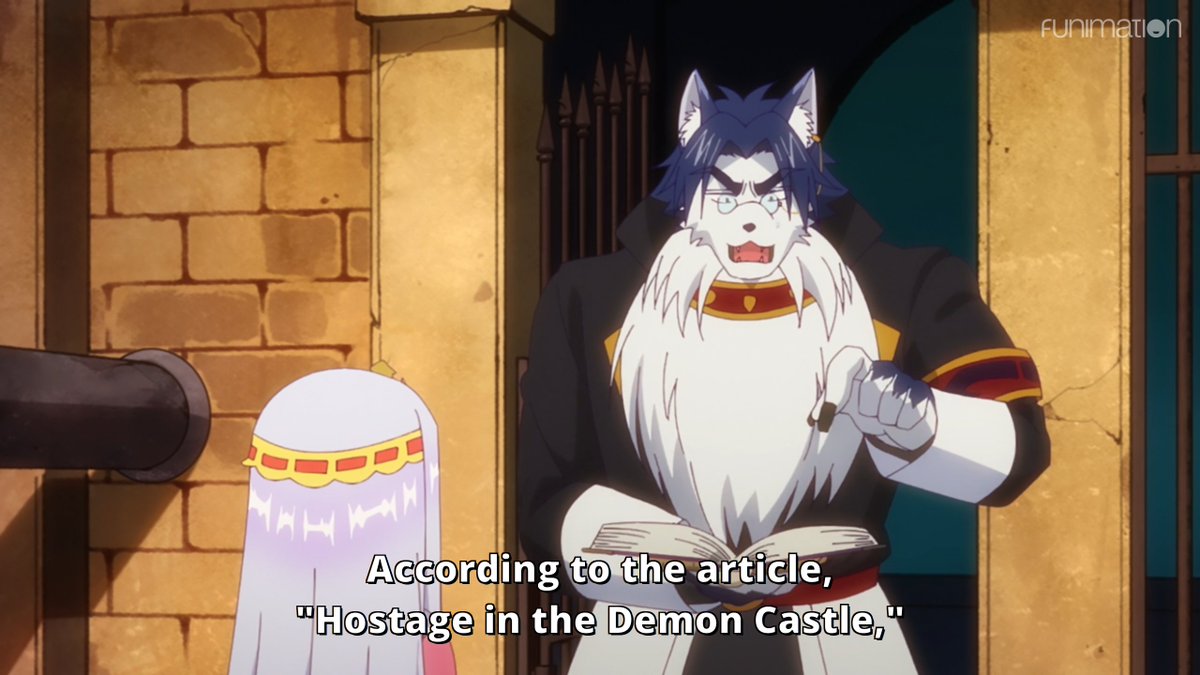 FUNIMATION
According to the article,
"Hostage in the Demon Castle,"